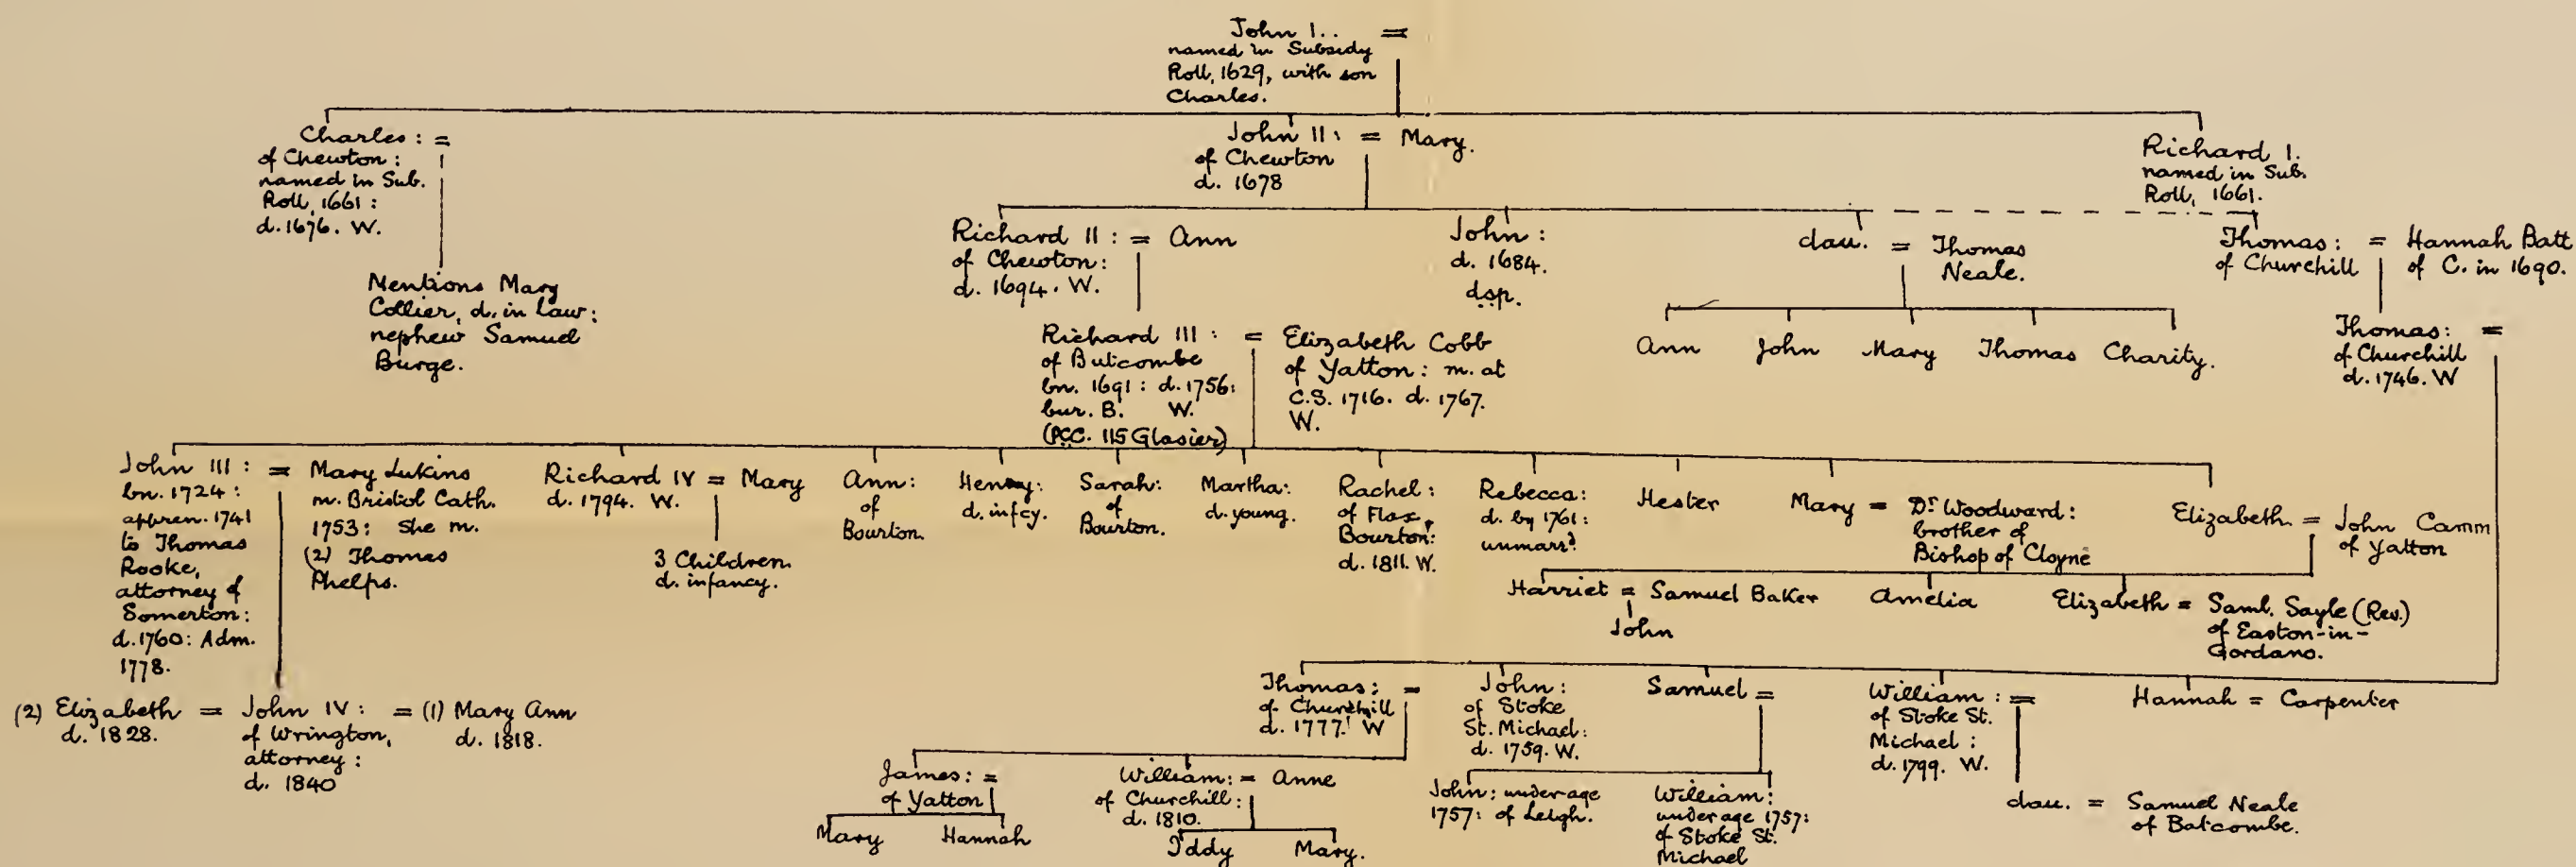 John I.. =
named in Subsidy
Roll, 1629, with son
Charles.
Charles: =
of Chewton:
named in Sub.
Roll, 1661:
d. 1676. W.
Mentions Mary
Collier, d. in law:
nephew Samuel
Burge.
John II: = Mary.
of Chewton
d. 1678
Richard I.
named in Sub.
Roll, 1661.
Richard II: = Ann
of Chewton:
d. 1694. W.
John:
d. 1684.
dsp.
dau. = Thomas
Neale.
Thomas: = Hannah Batt
of Churchill of C. in 1690.
Richard III: = Elizabeth Cobb
of Butcombe of Yatton: m. at
bn. 1691: d. 1756: C.S. 1716. d. 1767.
bur. B. W. W.
(PCC. 115 Glasier)
Ann John Mary Thomas Charity.
Thomas: =
of Churchill
d. 1746. W
John III: = Mary Lukins
bn. 1724: m. Bristol Cath.
appren. 1741 1753: She m.
to Thomas (2) Thomas
Rooke, Phelps.
attorney of
Somerton:
d. 1760: Adm.
1778.
Richard IV = Mary
d. 1794. W.
3 Children
d. infancy.
Ann:
of
Bourton.
Henry:
d. infcy.
Sarah:
of
Bourton.
Martha:
d. young.
Rachel:
of Flax
Bourton:
d. 1811. W.
Rebecca:
d. by 1761:
unmarrd.
Hester
Mary = Dr. Woodward:
brother of
Bishop of Cloyne
Elizabeth = John Camm
of Yatton
Harriet = Samuel Baker
John
Amelia
Elizabeth = Saml. Sayle (Rev.)
of Easton-in-
Gordano.
(2) Elizabeth = John IV: = (1) Mary Ann
d. 1828. of Wrington, d. 1818.
attorney:
d. 1840
Thomas: =
of Churchill
d. 1777. W
John:
of Stoke
St. Michael:
d. 1759. W.
Samuel =
William: =
of Stoke St.
Michael:
d. 1799. W.
Hannah = Carpenter
James: =
of Yatton
Mary Hannah
William: = Anne
of Churchill:
d. 1810.
Iddy Mary.
John: under age
1757: of Leigh.
William:
under age 1757:
of Stoke St.
Michael
dau. = Samuel Neale
of Batcombe.